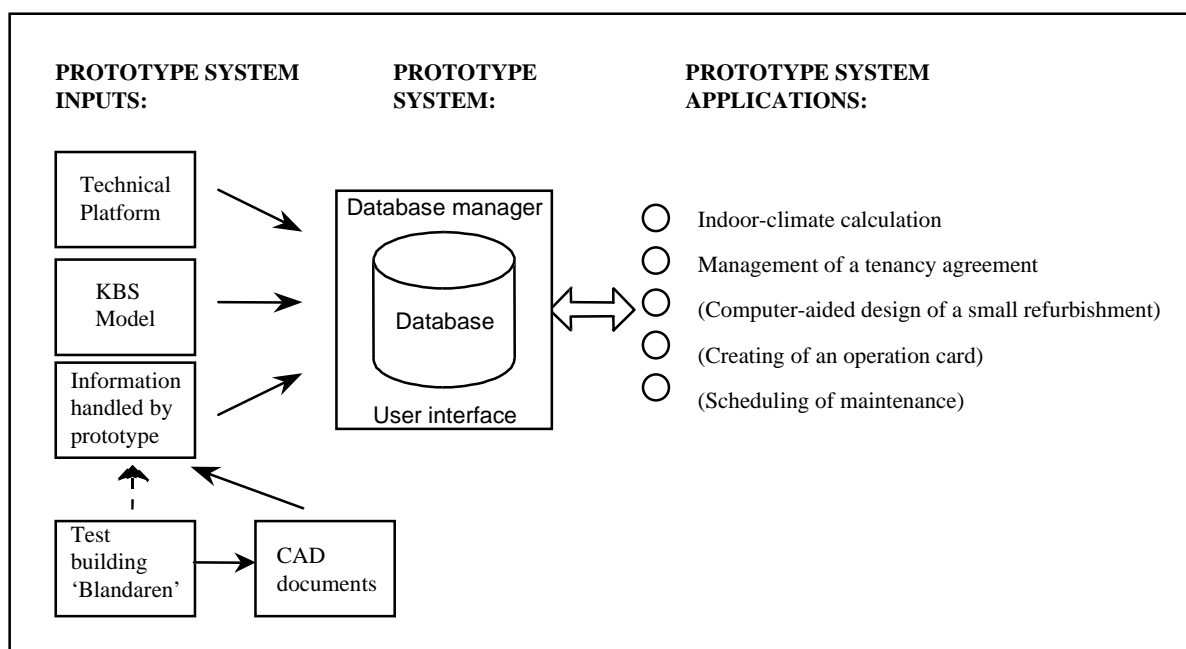 PROTOTYPE SYSTEM
INPUTS:
PROTOTYPE
SYSTEM:
PROTOTYPE SYSTEM
APPLICATIONS:
Technical
Platform
KBS
Model
Information
handled by
prototype
Test
building
‘Blandaren’
CAD
documents
Database manager
Database
User interface
Indoor-climate calculation
Management of a tenancy agreement
(Computer-aided design of a small refurbishment)
(Creating of an operation card)
(Scheduling of maintenance)